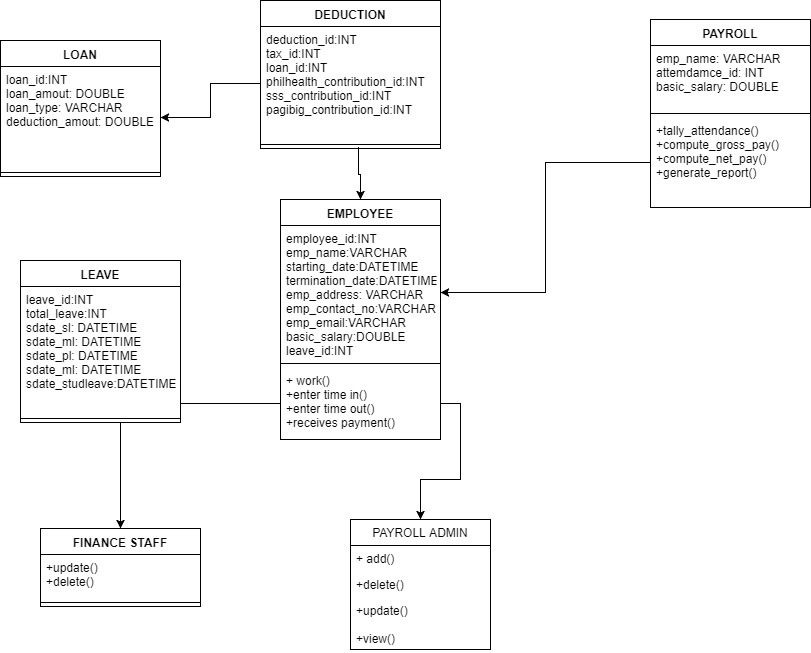 DEDUCTION
deduction_id:INT
tax_id:INT
loan_id:INT
philhealth_contribution_id:INT
sss_contribution_id:INT
pagibig_contribution_id:INT
LOAN
loan_id:INT
loan_amout: DOUBLE
loan_type: VARCHAR
deduction_amout: DOUBLE
PAYROLL
emp_name: VARCHAR
attemdamce_id: INT
basic_salary: DOUBLE
+tally_attendance()
+compute_gross_pay()
+compute_net_pay()
+generate_report()
EMPLOYEE
employee_id:INT
emp_name:VARCHAR
starting_date:DATETIME
termination_date:DATETIME
emp_address: VARCHAR
emp_contact_no:VARCHAR
emp_email:VARCHAR
basic_salary:DOUBLE
leave_id:INT
+ work()
+enter time in()
+enter time out()
+receives payment()
LEAVE
leave_id:INT
total_leave:INT
sdate_sl: DATETIME
sdate_ml: DATETIME
sdate_pl: DATETIME
sdate_ml: DATETIME
sdate_studleave:DATETIME
FINANCE STAFF
+update()
+delete()
PAYROLL ADMIN
+ add()
+delete()
+update()
+view()